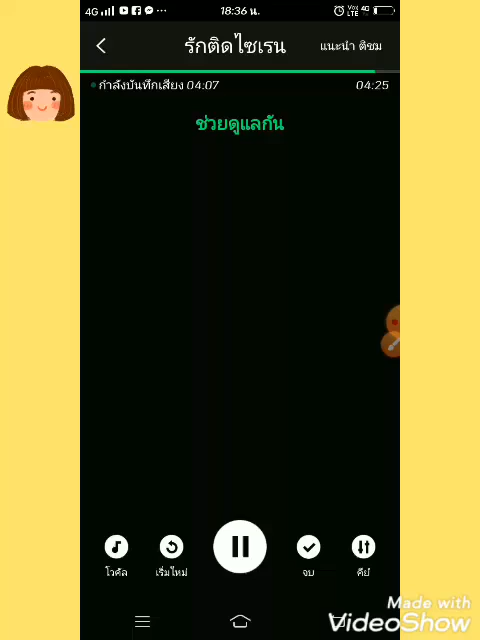 4G 18:36 น. Vo) LTE 4G
รักติดไซเรน แนะนำ ติชม
กำลังบันทึกเสียง 04:07 04:25
ช่วยดูแลกัน
โวคัล เริ่มใหม่ จบ คีย์
Made with
VideoShow